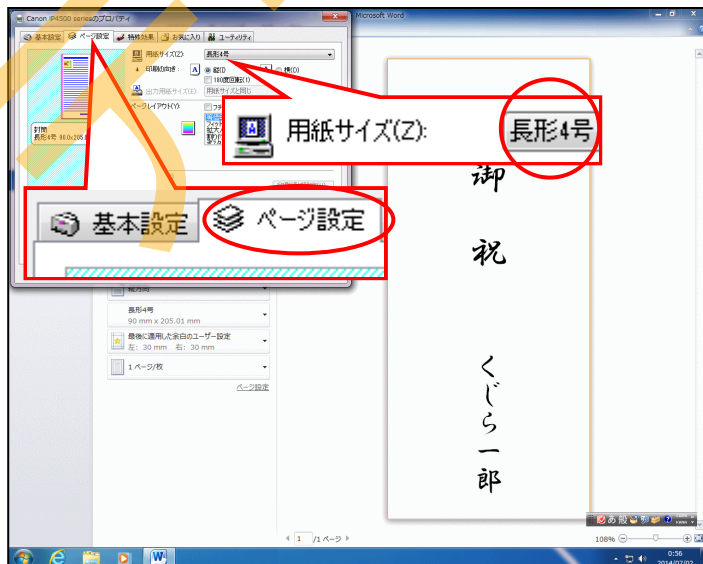 Microsoft Word
Canon iP4500 seriesのプロパティ
基本設定
ページ設定
特殊効果
お気に入り
ユーティリティ
用紙サイズ(Z):
長形4号
印刷の向き:
縦(I)
横(O)
180度回転(1)
出力用紙サイズ(E):
用紙サイズと同じ
ページレイアウト(Y):
封筒
用紙サイズ(Z):
長形4号
基本設定
ページ設定
御祝
くじら一郎
縦方向
長形4号
90 mm x 205.01 mm
最後に適用した余白のユーザー設定
左: 30 mm 右: 30 mm
1 ページ/枚
ページ設定
1 /1 ページ
108%
あ 般
0:56
2014/07/02